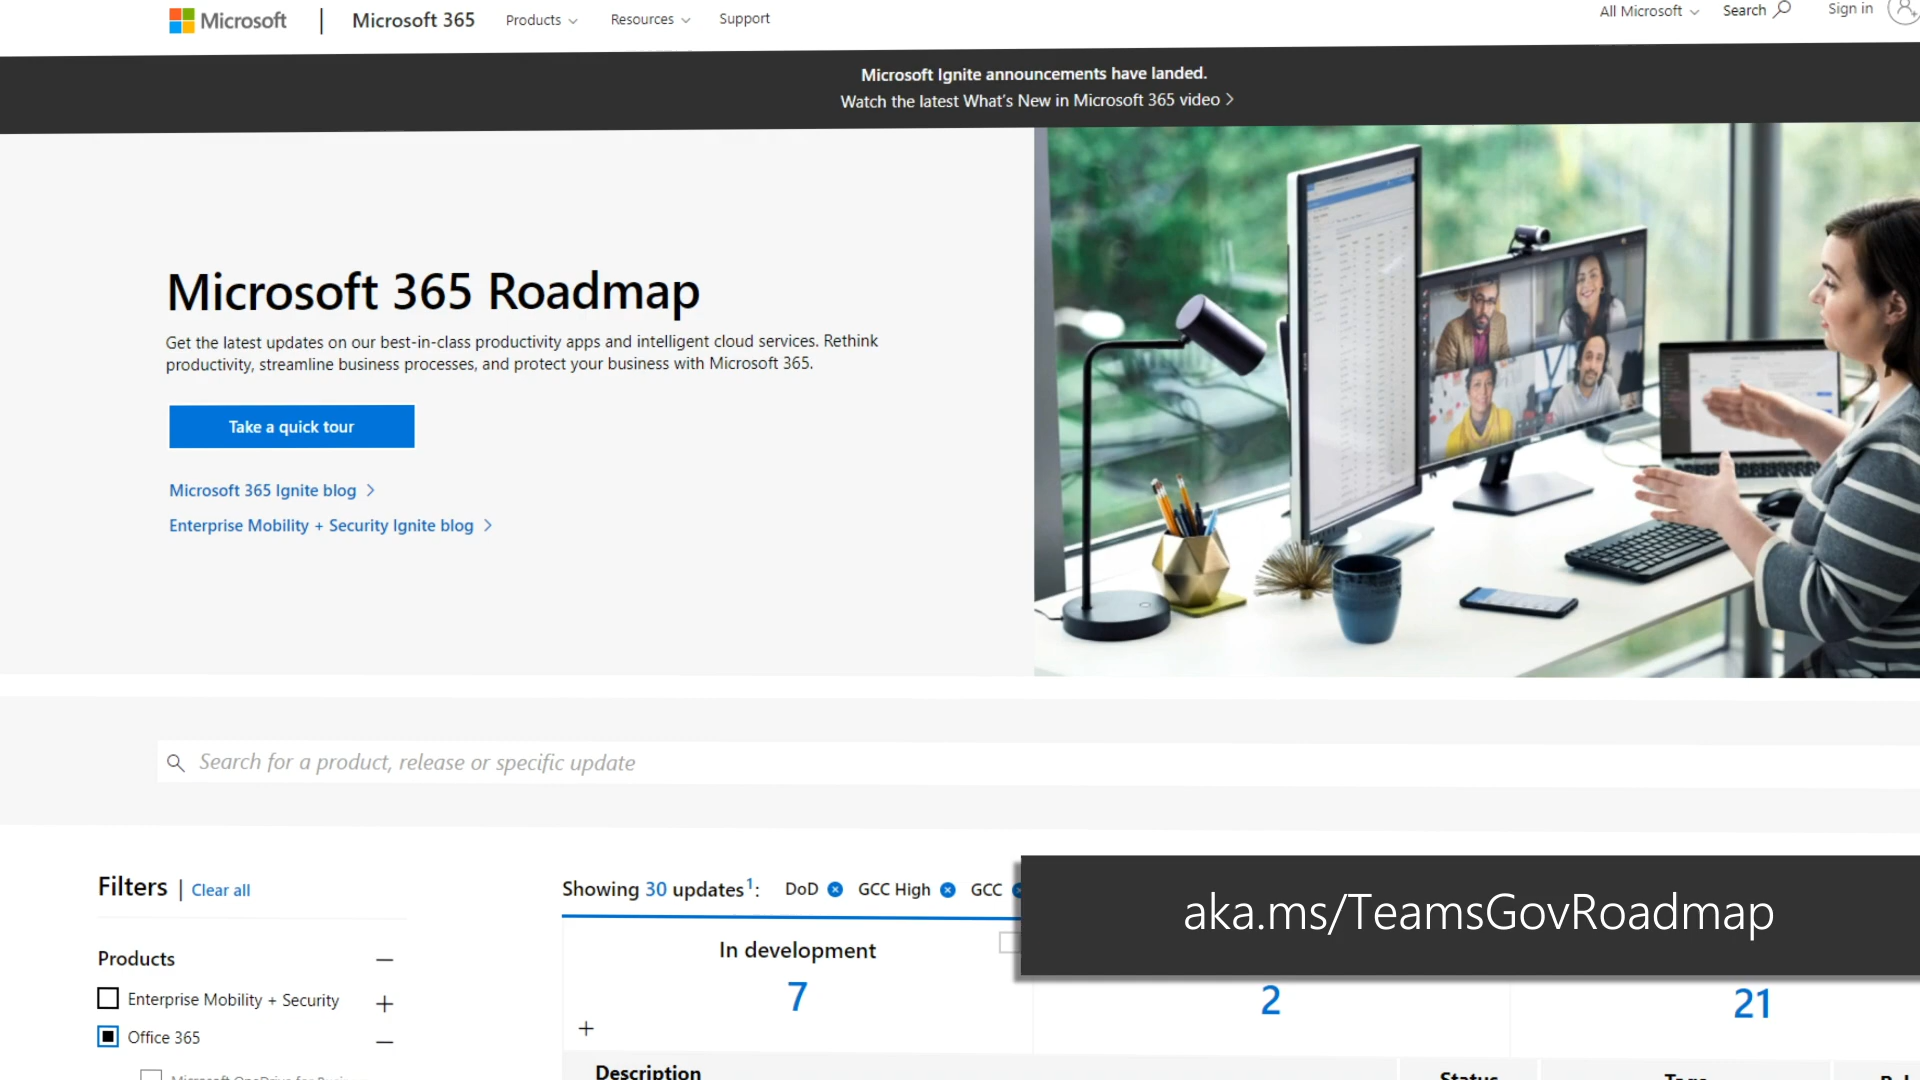 Microsoft | Microsoft 365 Products Resources Support All Microsoft Search Sign in
Microsoft Ignite announcements have landed.
Watch the latest What's New in Microsoft 365 video >
Microsoft 365 Roadmap
Get the latest updates on our best-in-class productivity apps and intelligent cloud services. Rethink
productivity, streamline business processes, and protect your business with Microsoft 365.
Take a quick tour
Microsoft 365 Ignite blog >
Enterprise Mobility + Security Ignite blog >
Search for a product, release or specific update
Filters | Clear all
Products
Enterprise Mobility + Security
Office 365
Showing 30 updates1: DoD GCC High GCC
aka.ms/TeamsGovRoadmap
In development
7
2
21
Description Status